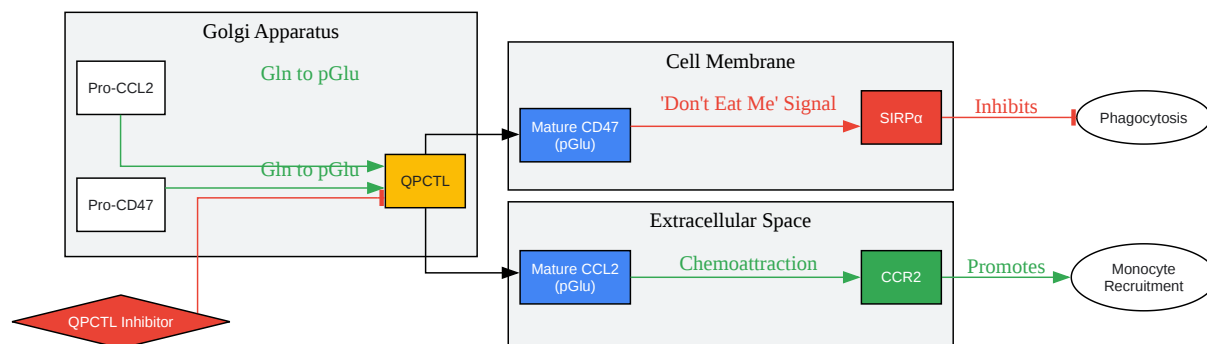 Golgi Apparatus
Pro-CCL2
Gln to pGlu
Gln to pGlu
Pro-CD47
QPCTL
QPCTL Inhibitor
Cell Membrane
Mature CD47
(pGlu)
'Don't Eat Me' Signal
SIRPα
Inhibits
Phagocytosis
Extracellular Space
Mature CCL2
(pGlu)
Chemoattraction
CCR2
Promotes
Monocyte
Recruitment